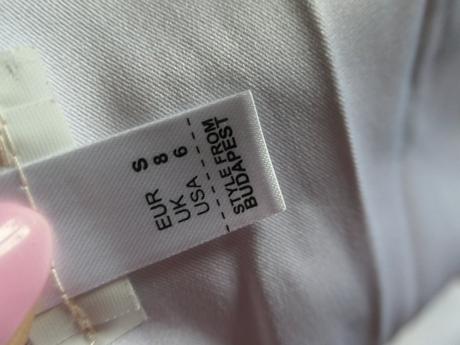 EUR S
UK 8
USA 6
STYLE FROM
BUDAPEST